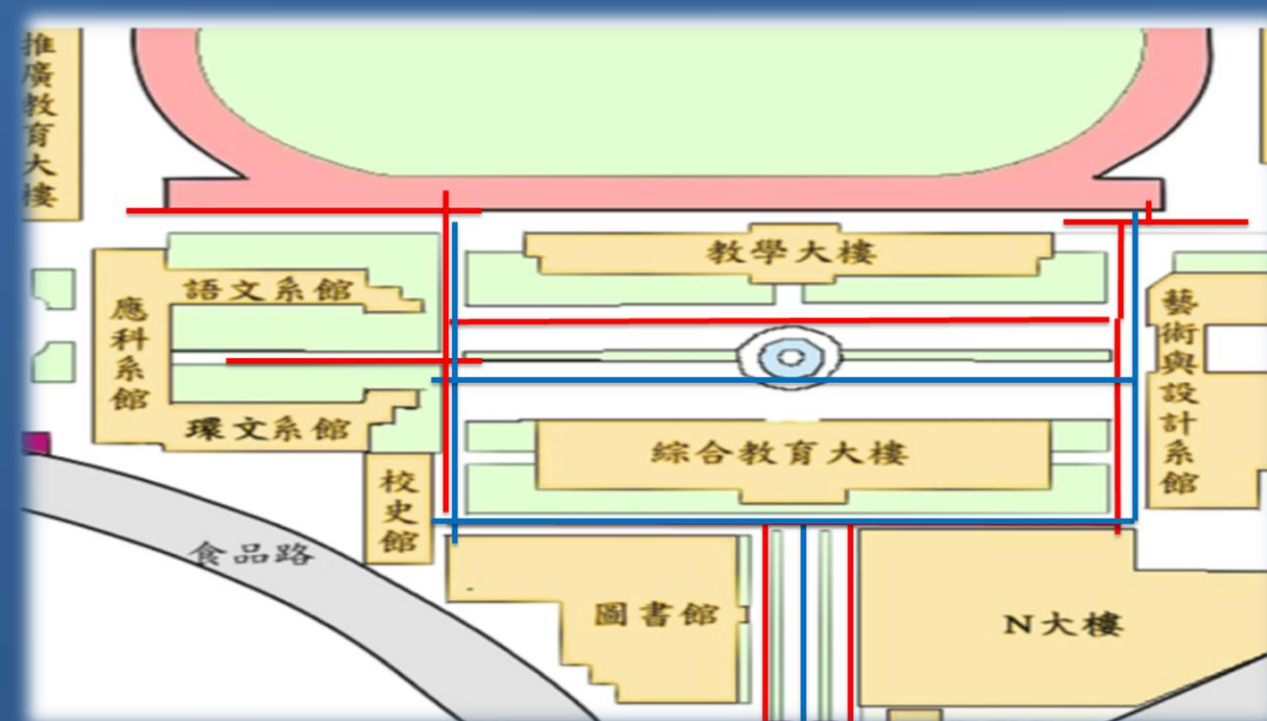 推廣教育大樓
教學大樓
語文系館
應科系館
藝術與設計系館
環文系館
綜合教育大樓
校史館
食品路
圖書館
N大樓